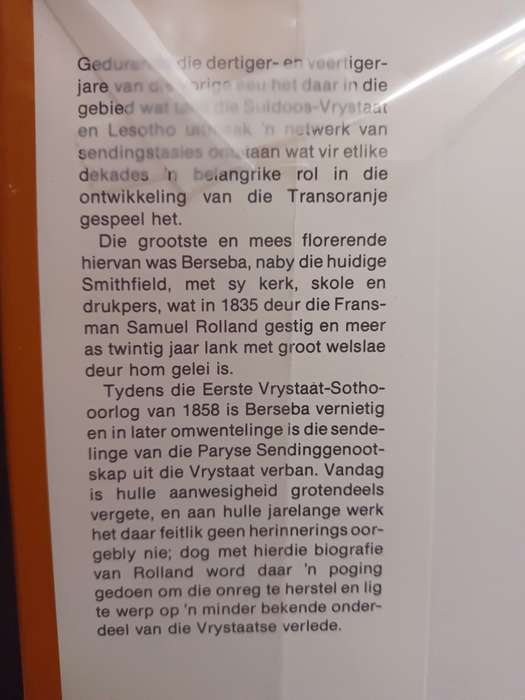 Gedurende die dertiger- en veertiger-
jare van die vorige eeu het daar in die
gebied wat die Suidoos-Vrystaat
en Lesotho uitmaak 'n netwerk van
sendingstasies ontstaan wat vir etlike
dekades 'n belangrike rol in die
ontwikkeling van die Transoranje
gespeel het.
Die grootste en mees florerende
hiervan was Berseba, naby die huidige
Smithfield, met sy kerk, skole en
drukpers, wat in 1835 deur die Frans-
man Samuel Rolland gestig en meer
as twintig jaar lank met groot welslae
deur hom gelei is.
Tydens die Eerste Vrystaat-Sotho-
oorlog van 1858 is Berseba vernietig
en in later omwentelinge is die sende-
linge van die Paryse Sendinggenoot-
skap uit die Vrystaat verban. Vandag
is hulle aanwesigheid grotendeels
vergete, en aan hulle jarelange werk
het daar feitlik geen herinnerings oor-
gebly nie; dog met hierdie biografie
van Rolland word daar 'n poging
gedoen om die onreg te herstel en lig
te werp op 'n minder bekende onder-
deel van die Vrystaatse verlede.